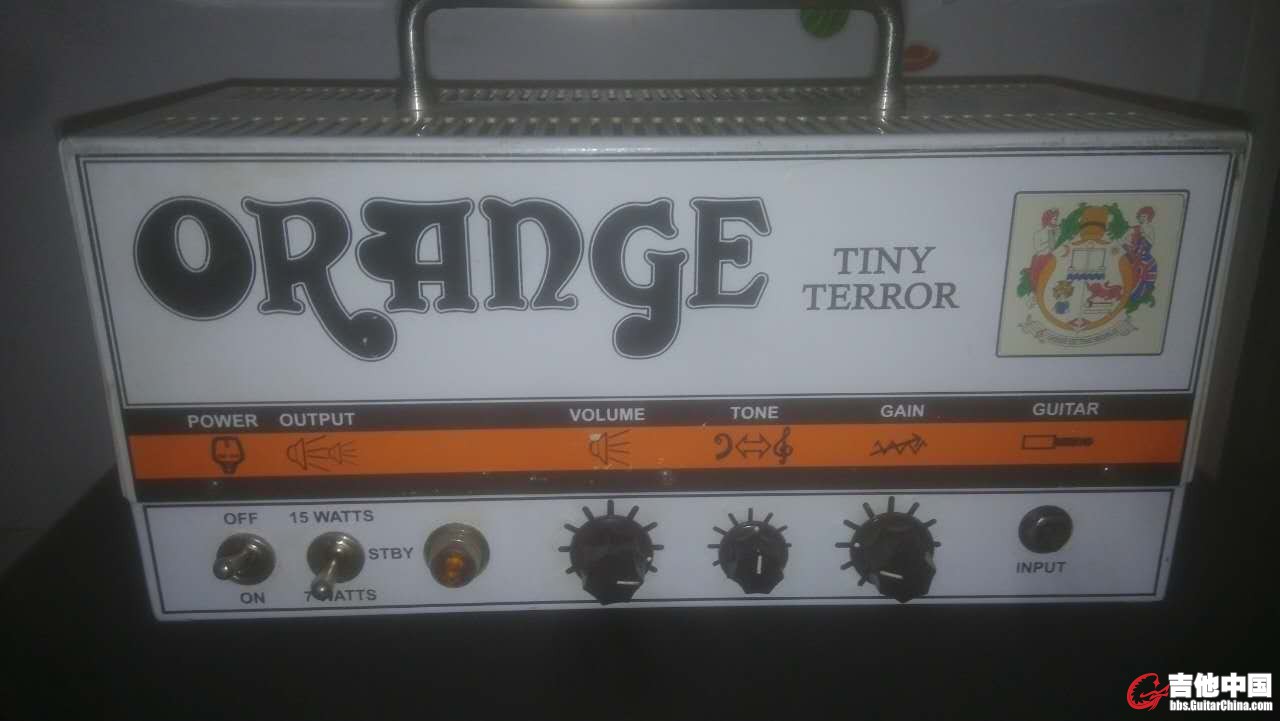 ORANGE
TINY
TERROR
POWER OUTPUT VOLUME TONE GAIN GUITAR
OFF 15 WATTS
STBY
ON 7 WATTS
INPUT
吉他中国
bbs.GuitarChina.com